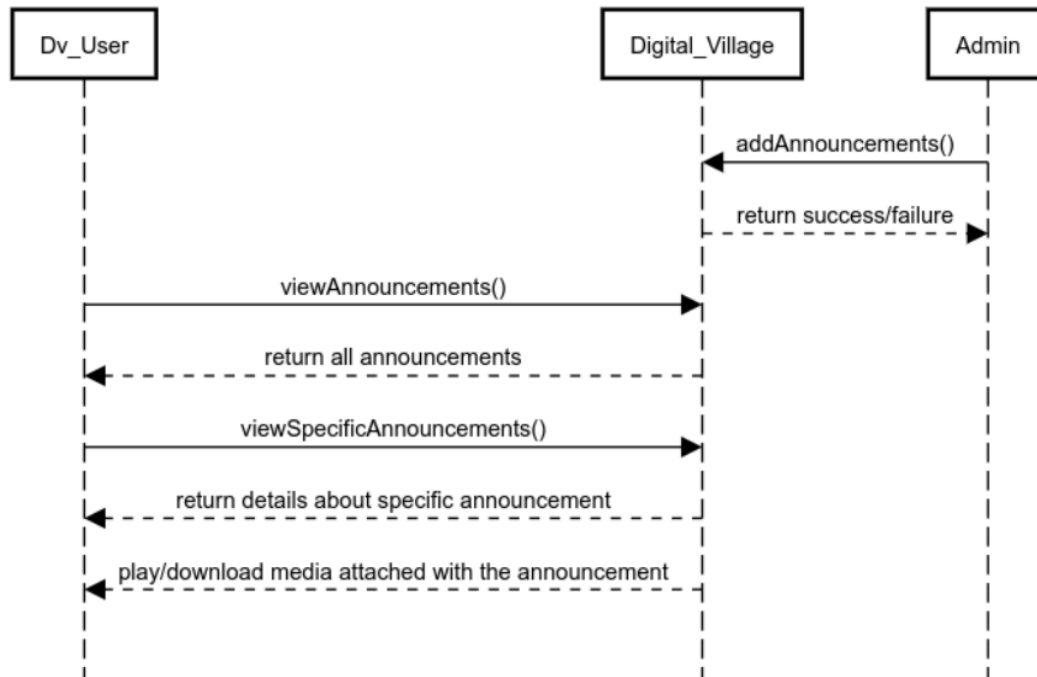 Dv_User
Digital_Village
Admin
addAnnouncements()
return success/failure
viewAnnouncements()
return all announcements
viewSpecificAnnouncements()
return details about specific announcement
play/download media attached with the announcement